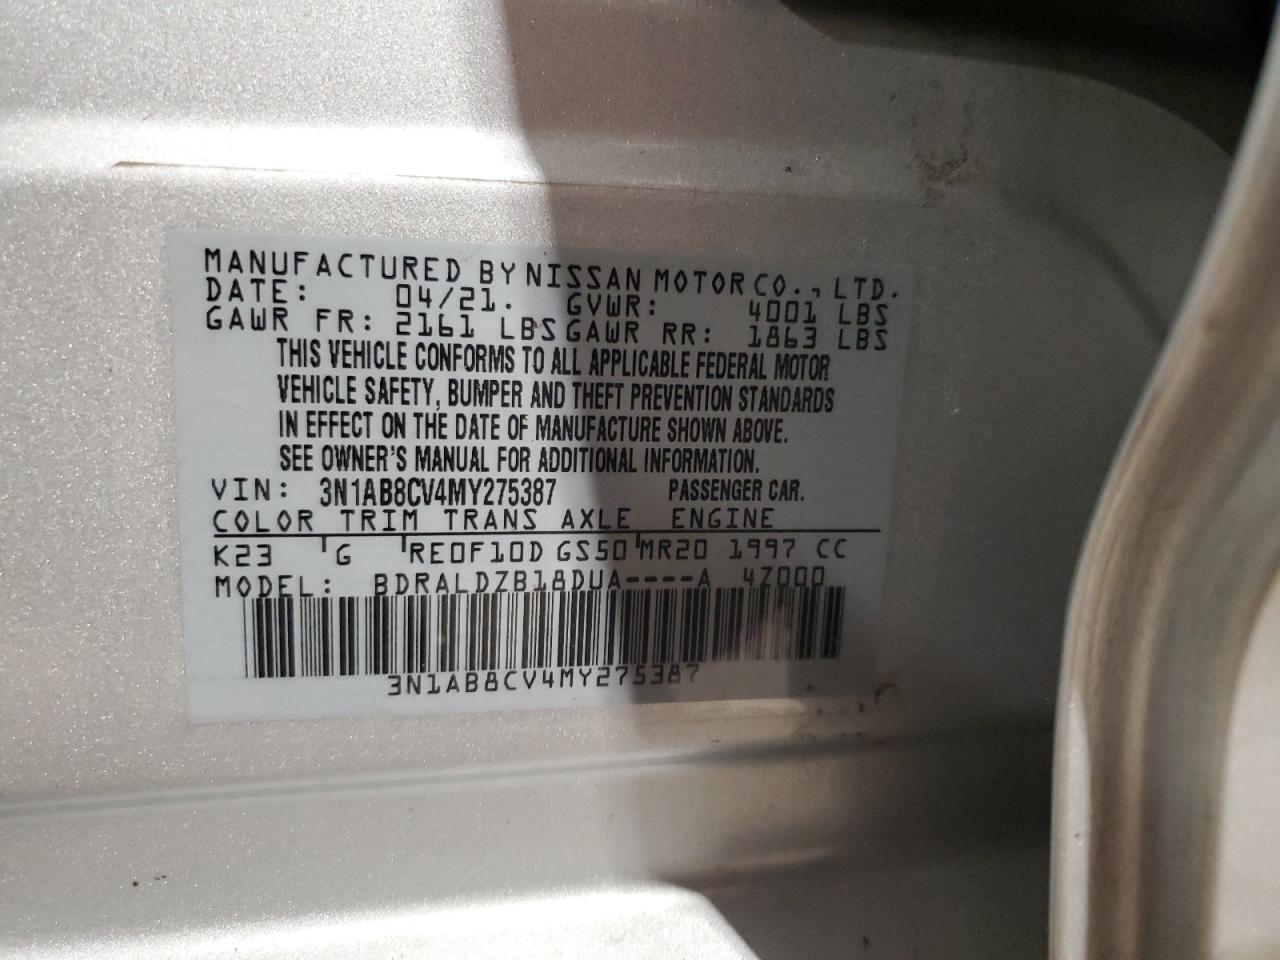 MANUFACTURED BY NISSAN MOTOR CO., LTD.
DATE: 04/21. GVWR: 4001 LBS
GAWR FR: 2161 LBS GAWR RR: 1863 LBS
THIS VEHICLE CONFORMS TO ALL APPLICABLE FEDERAL MOTOR
VEHICLE SAFETY, BUMPER AND THEFT PREVENTION STANDARDS
IN EFFECT ON THE DATE OF MANUFACTURE SHOWN ABOVE.
SEE OWNER'S MANUAL FOR ADDITIONAL INFORMATION.
VIN: 3N1AB8CV4MY275387 PASSENGER CAR.
COLOR TRIM TRANS AXLE ENGINE
K23 G RE0F10D GS50 MR20 1997 CC
MODEL: BDRALDZB18DUA----A 4Z000
3N1AB8CV4MY275387